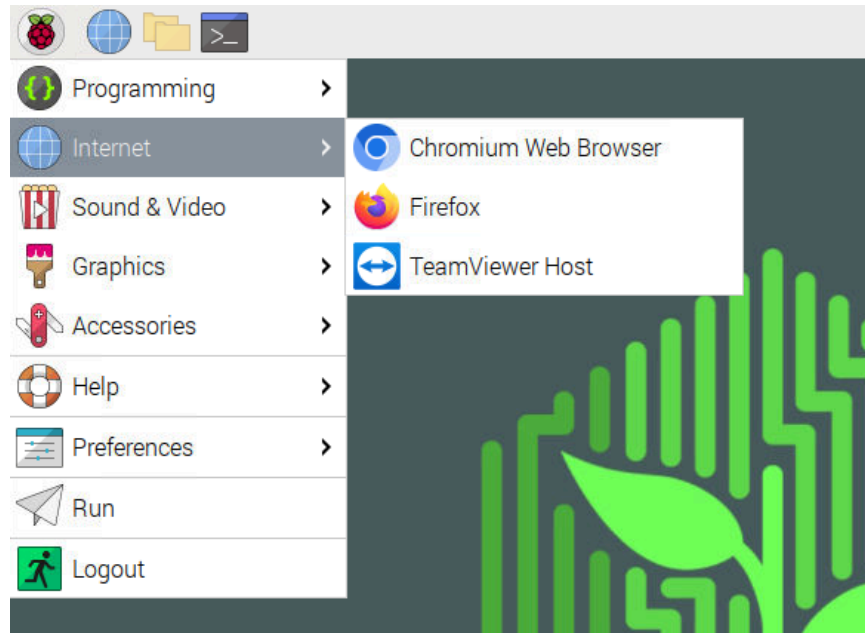 Programming
Internet
Chromium Web Browser
Sound & Video
Firefox
Graphics
TeamViewer Host
Accessories
Help
Preferences
Run
Logout